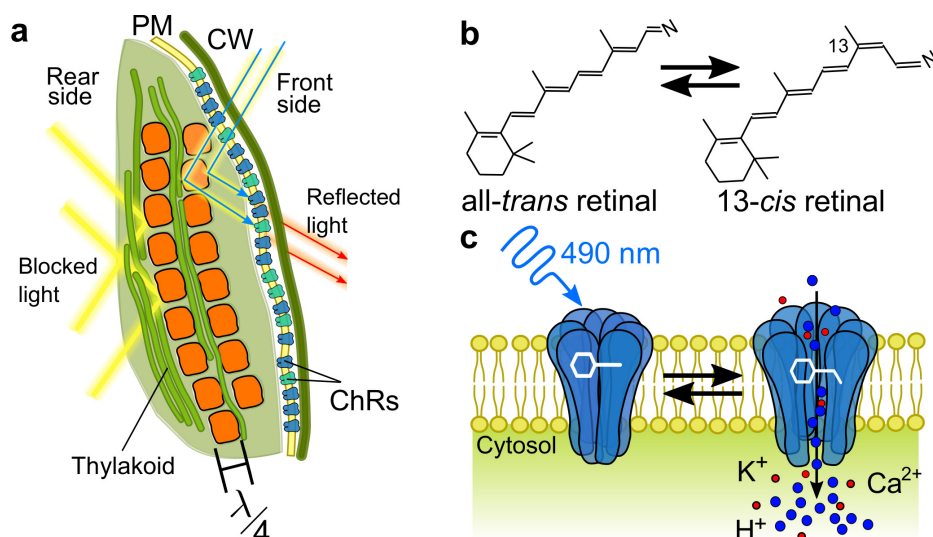 a
PM
CW
Rear
side
Front
side
Reflected
light
Blocked
light
ChRs
Thylakoid
λ/4
b
N
13
N
all-trans retinal
13-cis retinal
c
490 nm
Cytosol
K⁺
Ca²⁺
H⁺